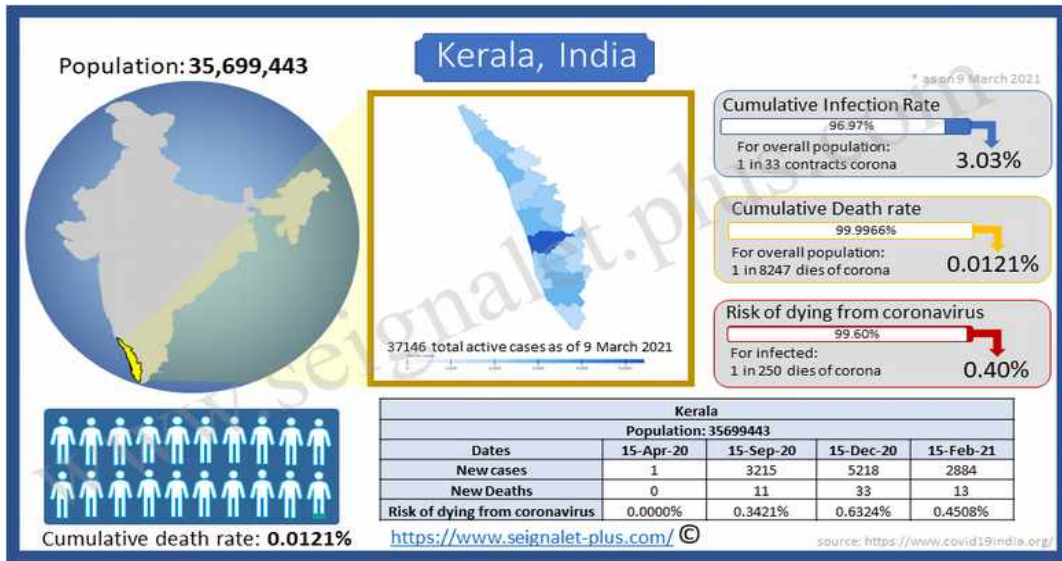 Kerala, India
Population: 35,699,443
* as on 9 March 2021
Cumulative Infection Rate
96.97%
For overall population:
1 in 33 contracts corona
3.03%
Cumulative Death rate
99.9966%
For overall population:
1 in 8247 dies of corona
0.0121%
Risk of dying from coronavirus
99.60%
For infected:
1 in 250 dies of corona
0.40%
37146 total active cases as of 9 March 2021
Kerala
Population: 35699443
Dates 15-Apr-20 15-Sep-20 15-Dec-20 15-Feb-21
New cases 1 3215 5218 2884
New Deaths 0 11 33 13
Risk of dying from coronavirus 0.0000% 0.3421% 0.6324% 0.4508%
Cumulative death rate: 0.0121%
https://www.seignalet-plus.com/ ©
source: https://www.covid19india.org/
www.seignalet.plus.com